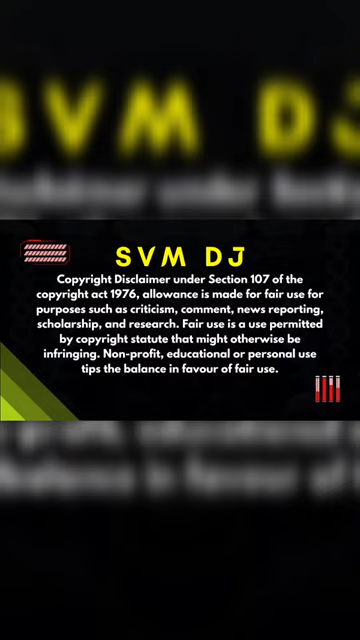 SVM DJ
Copyright Disclaimer under Section 107 of the
copyright act 1976, allowance is made for fair use for
purposes such as criticism, comment, news reporting,
scholarship, and research. Fair use is a use permitted
by copyright statute that might otherwise be
infringing. Non-profit, educational or personal use
tips the balance in favour of fair use.